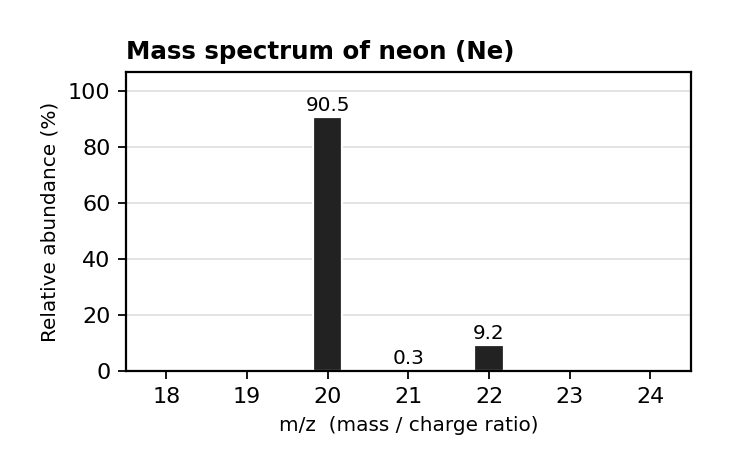 Mass spectrum of neon (Ne)
Relative abundance (%)
100
80
60
40
20
0
90.5
0.3
9.2
18 19 20 21 22 23 24
m/z (mass / charge ratio)